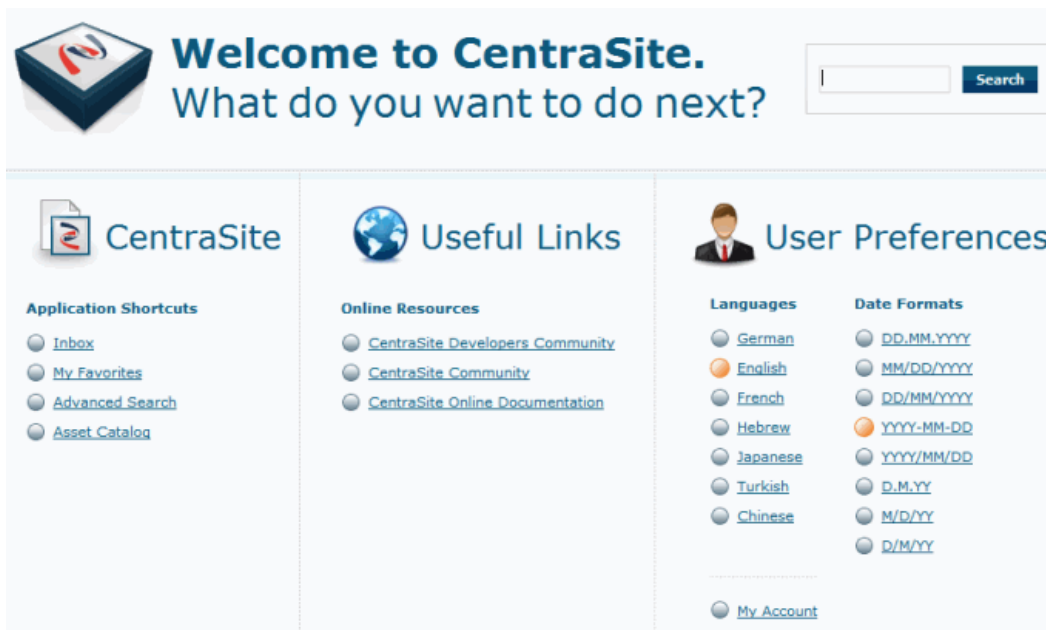 Welcome to CentraSite.
What do you want to do next?
Search
CentraSite
Application Shortcuts
Inbox
My Favorites
Advanced Search
Asset Catalog
Useful Links
Online Resources
CentraSite Developers Community
CentraSite Community
CentraSite Online Documentation
User Preferences
Languages
German
English
French
Hebrew
Japanese
Turkish
Chinese
Date Formats
DD.MM.YYYY
MM/DD/YYYY
DD/MM/YYYY
YYYY-MM-DD
YYYY/MM/DD
D.M.YY
M/D/YY
D/M/YY
My Account